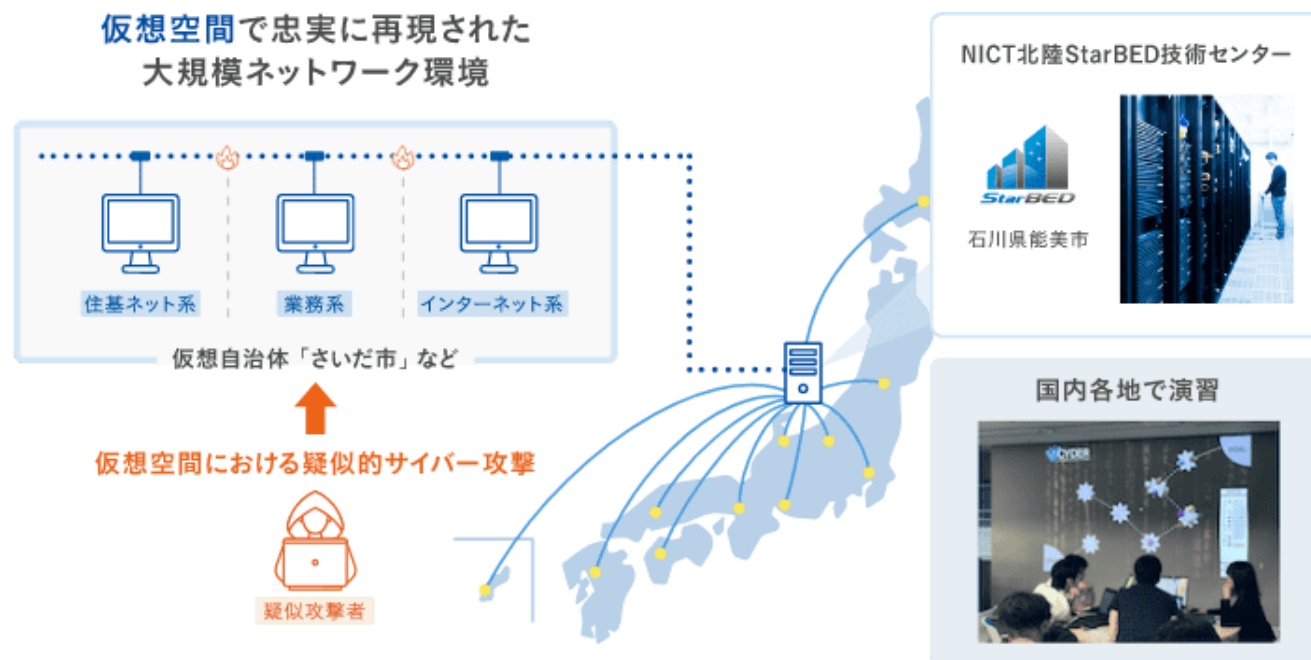 仮想空間で忠実に再現された
大規模ネットワーク環境
住基ネット系
業務系
インターネット系
仮想自治体「さいだ市」など
仮想空間における疑似的サイバー攻撃
疑似攻撃者
NICT北陸StarBED技術センター
StarBED
石川県能美市
国内各地で演習
CYDER